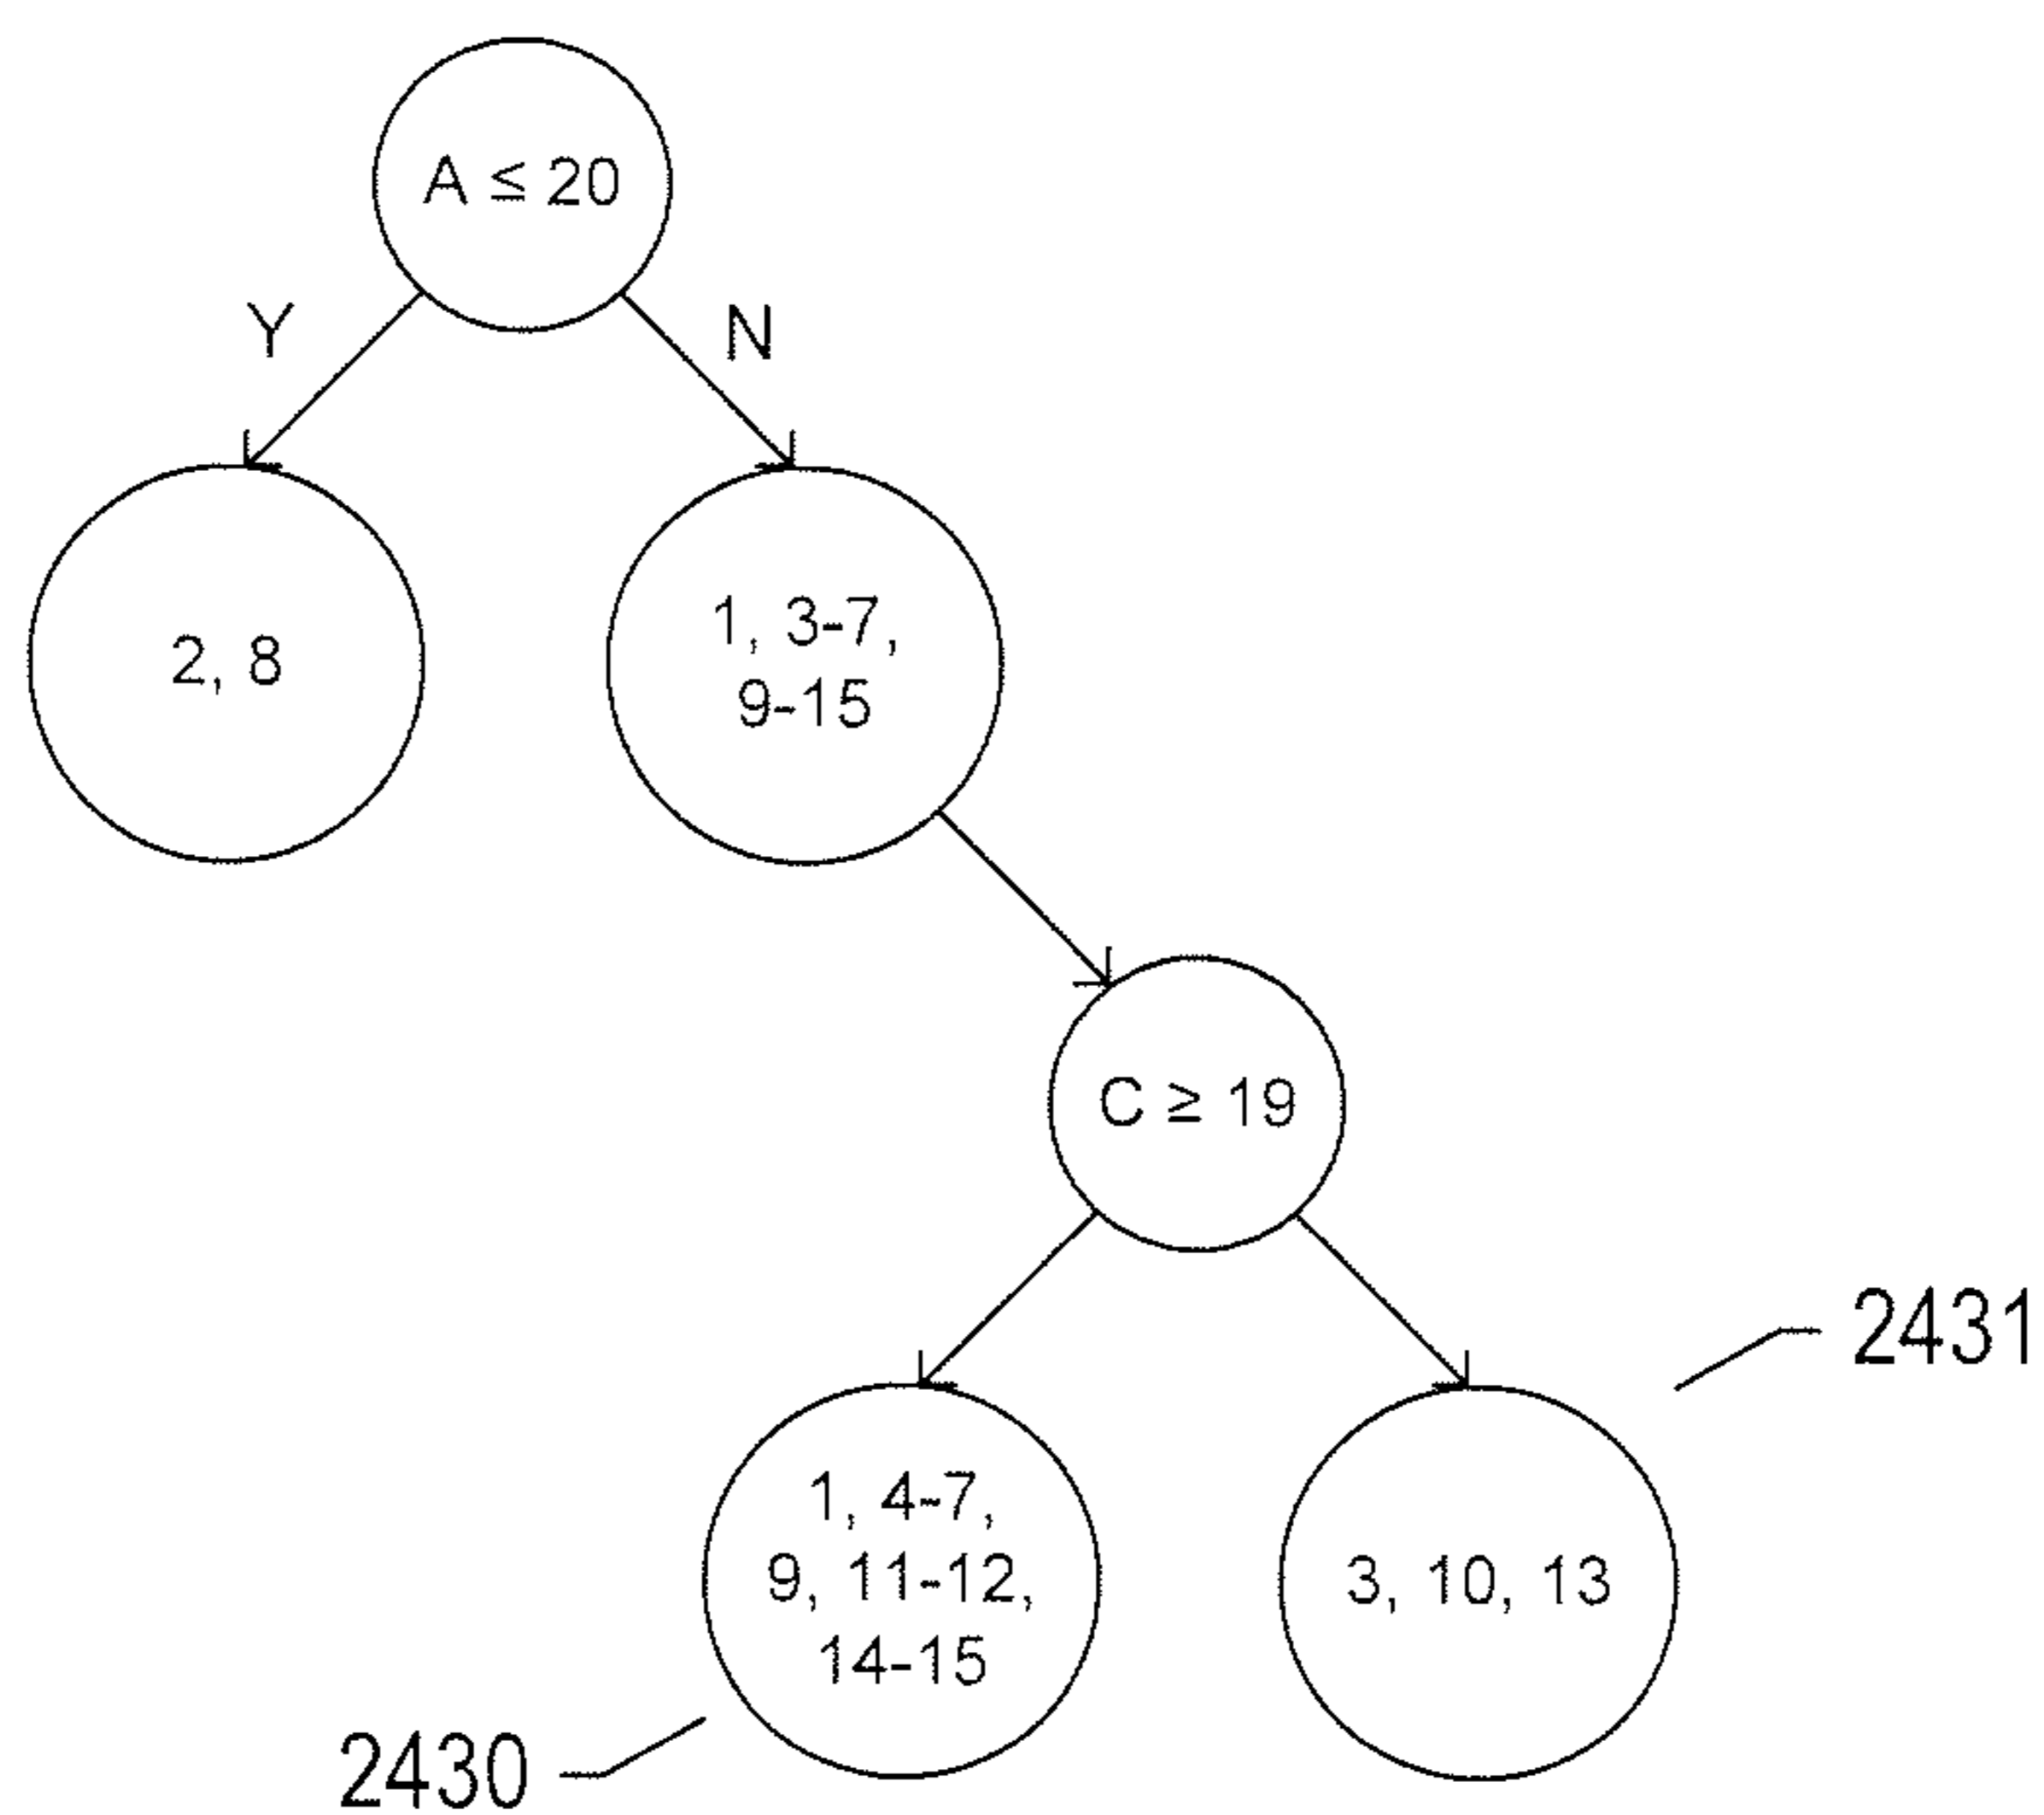 A ≤ 20
Y
N
2, 8
1, 3-7,
9-15
C ≥ 19
2431
1, 4-7,
9, 11-12,
14-15
3, 10, 13
2430